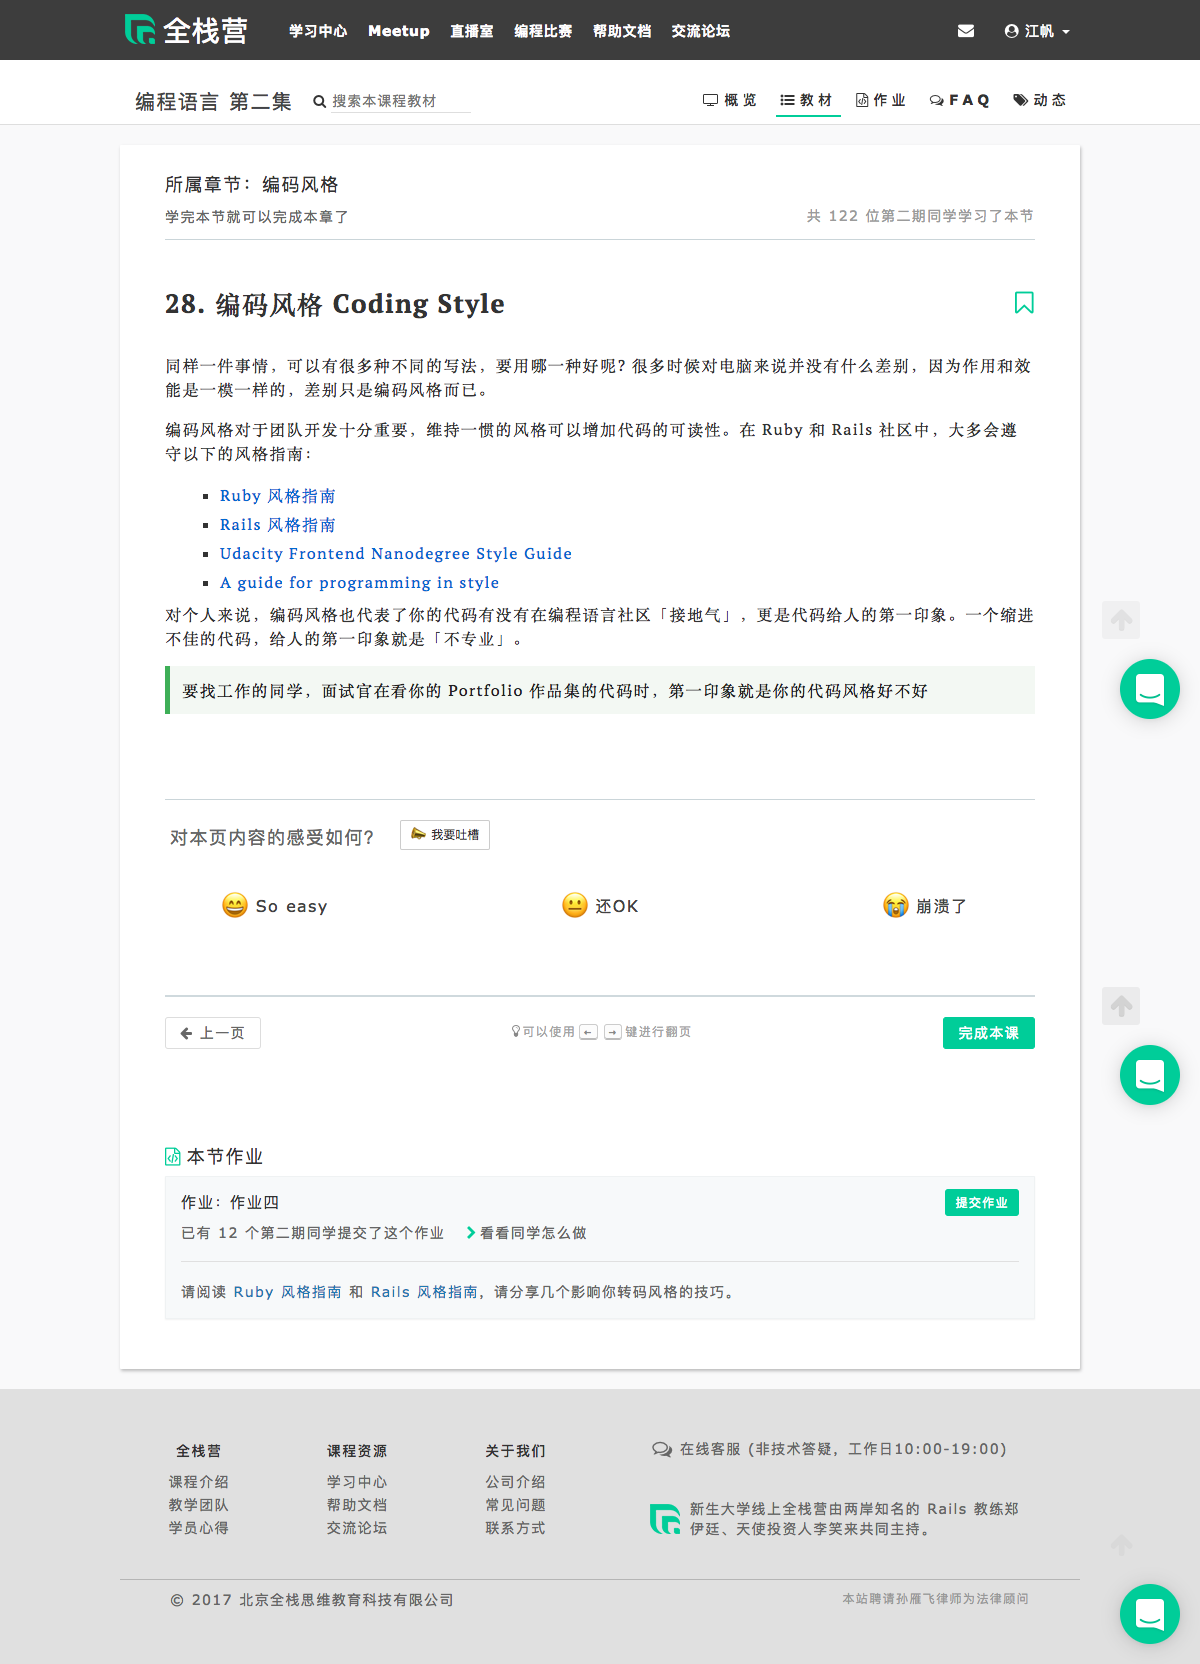 全栈营 学习中心 Meetup 直播室 编程比赛 帮助文档 交流论坛 江帆
编程语言 第二集 搜索本课程教材 概览 教材 作业 FAQ 动态
所属章节：编码风格
学完本节就可以完成本章了 共 122 位第二期同学学习了本节
28. 编码风格 Coding Style
同样一件事情，可以有很多种不同的写法，要用哪一种好呢? 很多时候对电脑来说并没有什么差别，因为作用和效
能是一模一样的，差别只是编码风格而已。
编码风格对于团队开发十分重要，维持一惯的风格可以增加代码的可读性。在 Ruby 和 Rails 社区中，大多会遵
守以下的风格指南：
Ruby 风格指南
Rails 风格指南
Udacity Frontend Nanodegree Style Guide
A guide for programming in style
对个人来说，编码风格也代表了你的代码有没有在编程语言社区「接地气」，更是代码给人的第一印象。一个缩进
不佳的代码，给人的第一印象就是「不专业」。
要找工作的同学，面试官在看你的 Portfolio 作品集的代码时，第一印象就是你的代码风格好不好
对本页内容的感受如何? 我要吐槽
So easy 还OK 崩溃了
上一页 可以使用 ← → 键进行翻页 完成本课
本节作业
作业：作业四 提交作业
已有 12 个第二期同学提交了这个作业 看看同学怎么做
请阅读 Ruby 风格指南 和 Rails 风格指南，请分享几个影响你转码风格的技巧。
全栈营 课程资源 关于我们 在线客服 (非技术答疑，工作日10:00-19:00)
课程介绍 学习中心 公司介绍
教学团队 帮助文档 常见问题
学员心得 交流论坛 联系方式
新生大学线上全栈营由两岸知名的 Rails 教练郑
伊廷、天使投资人李笑来共同主持。
© 2017 北京全栈思维教育科技有限公司 本站聘请孙雁飞律师为法律顾问